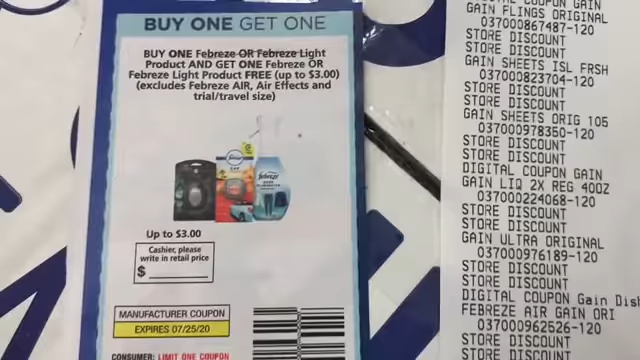 BUY ONE GET ONE
BUY ONE Febreze OR Febreze Light
Product AND GET ONE Febreze OR
Febreze Light Product FREE (up to $3.00)
(excludes Febreze AIR, Air Effects and
trial/travel size)
febreze
Up to $3.00
Cashier, please
write in retail price
$
MANUFACTURER COUPON
EXPIRES 07/25/20
CONSUMER: LIMIT ONE COUPON
COUPON GAIN
GAIN FLINGS ORIGINAL
037000867487-120
STORE DISCOUNT
STORE DISCOUNT
GAIN SHEETS ISL FRSH
037000823704-120
STORE DISCOUNT
STORE DISCOUNT
GAIN SHEETS ORIG 105
037000978350-120
STORE DISCOUNT
STORE DISCOUNT
DIGITAL COUPON GAIN
GAIN LIQ 2X REG 40OZ
037000224068-120
STORE DISCOUNT
STORE DISCOUNT
GAIN ULTRA ORIGINAL
037000976189-120
STORE DISCOUNT
STORE DISCOUNT
DIGITAL COUPON Gain Dish
FEBREZE AIR GAIN ORI
037000962526-120
STORE DISCOUNT
STORE DISCOUNT